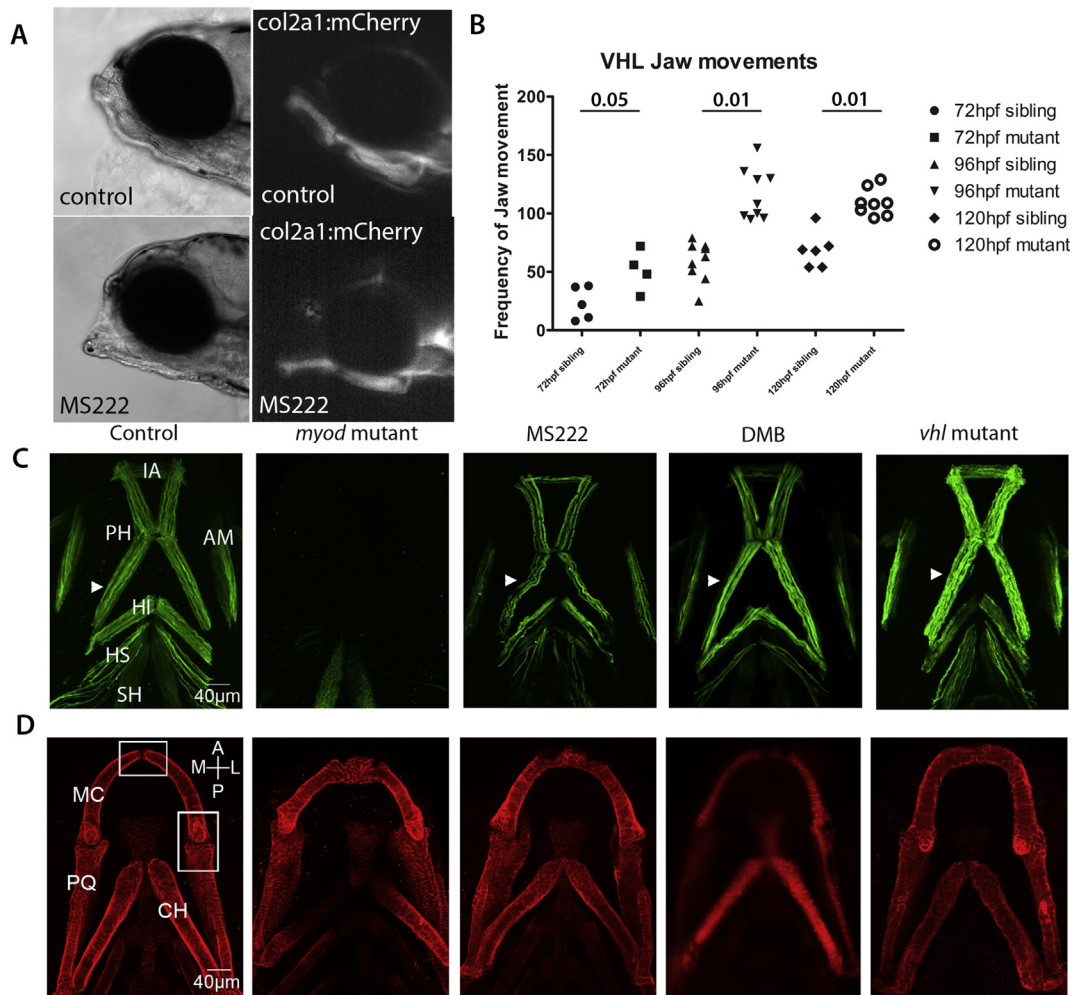 A
col2a1:mCherry
control
control
col2a1:mCherry
MS222
MS222
B
VHL Jaw movements
Frequency of Jaw movement
200
150
100
50
0
0.05
0.01
0.01
72hpf sibling
72hpf mutant
96hpf sibling
96hpf mutant
120hpf sibling
120hpf mutant
72hpf sibling
72hpf mutant
96hpf sibling
96hpf mutant
120hpf sibling
120hpf mutant
Control
myod mutant
MS222
DMB
vhl mutant
C
IA
PH
AM
HI
HS
SH
40µm
D
A
M L
P
MC
PQ
CH
40µm